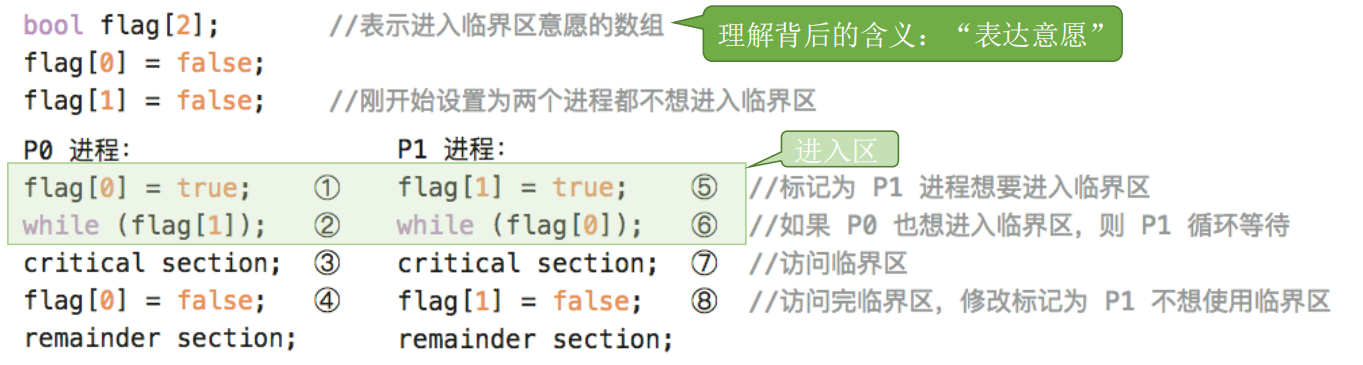 bool flag[2]; //表示进入临界区意愿的数组 理解背后的含义：“表达意愿”
flag[0] = false;
flag[1] = false; //刚开始设置为两个进程都不想进入临界区
P0 进程: P1 进程: 进入区
flag[0] = true; ① flag[1] = true; ⑤ //标记为 P1 进程想要进入临界区
while (flag[1]); ② while (flag[0]); ⑥ //如果 P0 也想进入临界区，则 P1 循环等待
critical section; ③ critical section; ⑦ //访问临界区
flag[0] = false; ④ flag[1] = false; ⑧ //访问完临界区，修改标记为 P1 不想使用临界区
remainder section; remainder section;